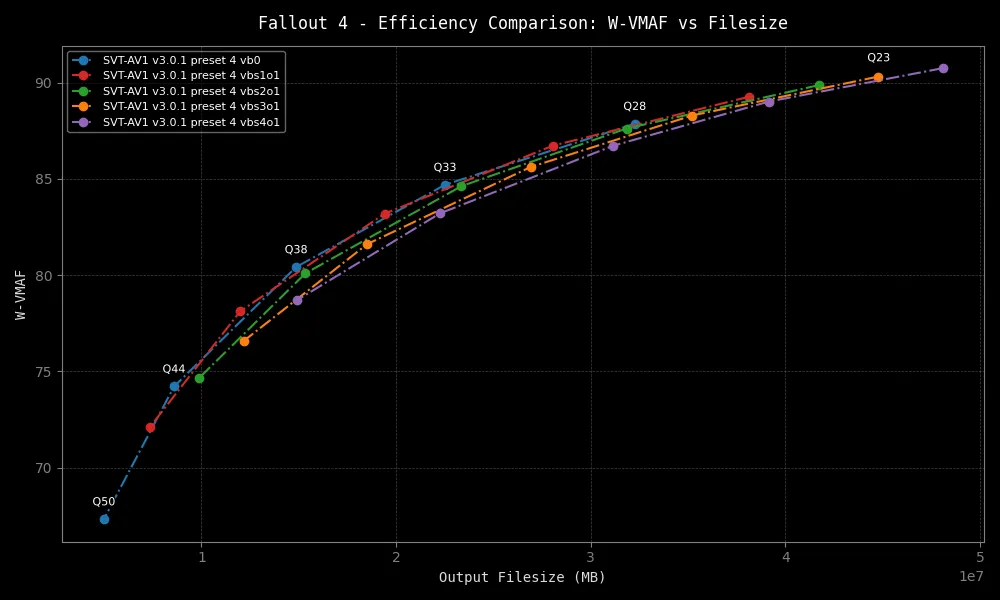 Fallout 4 - Efficiency Comparison: W-VMAF vs Filesize
SVT-AV1 v3.0.1 preset 4 vb0
SVT-AV1 v3.0.1 preset 4 vbs1o1
SVT-AV1 v3.0.1 preset 4 vbs2o1
SVT-AV1 v3.0.1 preset 4 vbs3o1
SVT-AV1 v3.0.1 preset 4 vbs4o1
Q23
Q28
Q33
Q38
Q44
Q50
90
85
80
75
70
W-VMAF
1 2 3 4 5
1e7
Output Filesize (MB)